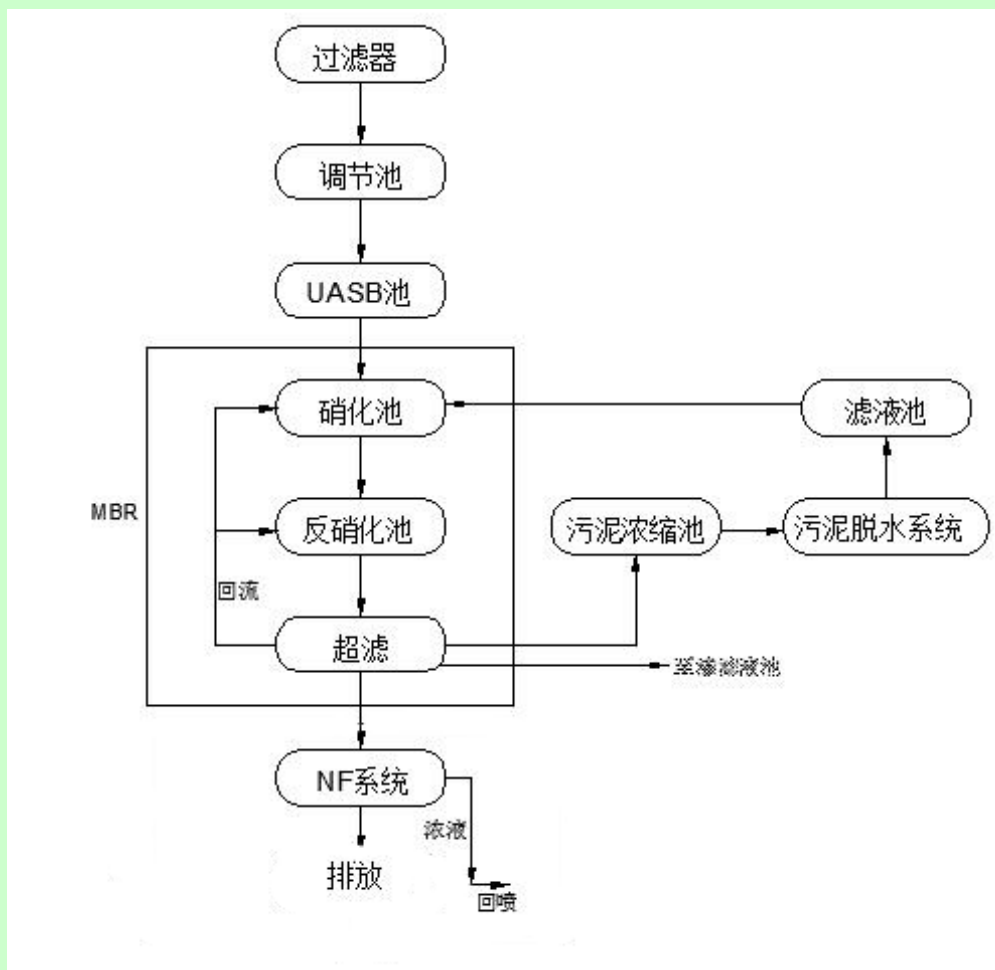 过滤器
调节池
UASB池
硝化池
滤液池
MBR
反硝化池
污泥浓缩池
污泥脱水系统
回流
超滤
至渗滤液池
NF系统
浓液
排放
回喷